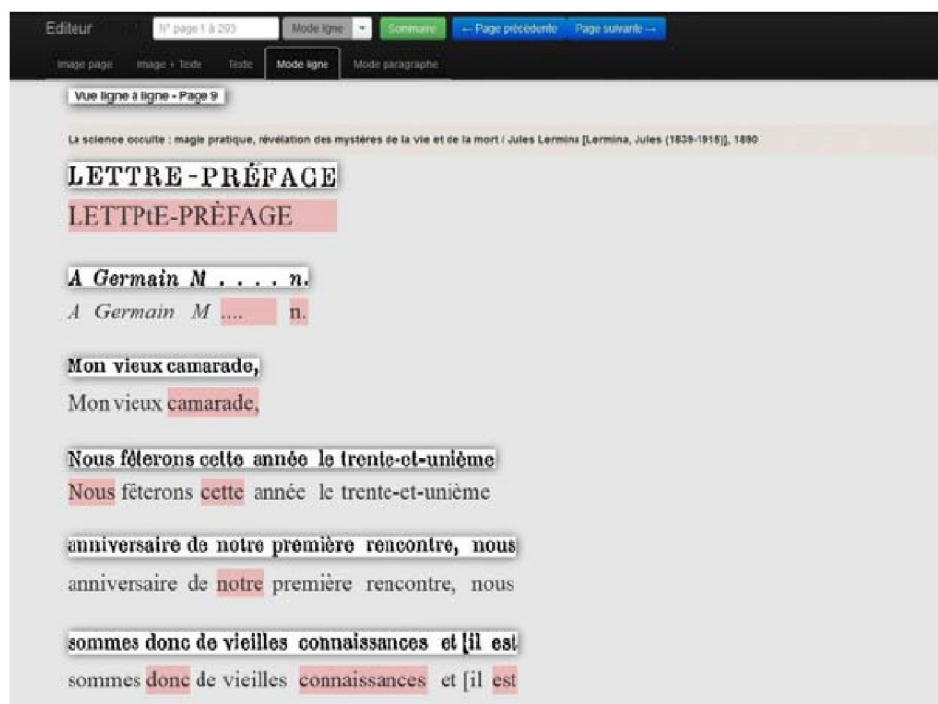 Editeur N° page 1 à 293 Mode ligne Sommaire ← Page précédente Page suivante →
Image page Image + Texte Texte Mode ligne Mode paragraphe
Vue ligne à ligne - Page 9
La science occulte : magie pratique, révélation des mystères de la vie et de la mort / Jules Lermina [Lermina, Jules (1839-1915)], 1890
LETTRE-PRÉFACE
LETTPtE-PRÈFAGE
A Germain M . . . . n.
A Germain M .... n.
Mon vieux camarade,
Mon vieux camarade,
Nous fêterons cette année le trente-et-unième
Nous fêterons cette année le trente-et-unième
anniversaire de notre première rencontre, nous
anniversaire de notre première rencontre, nous
sommes donc de vieilles connaissances et [il est
sommes donc de vieilles connaissances et [il est